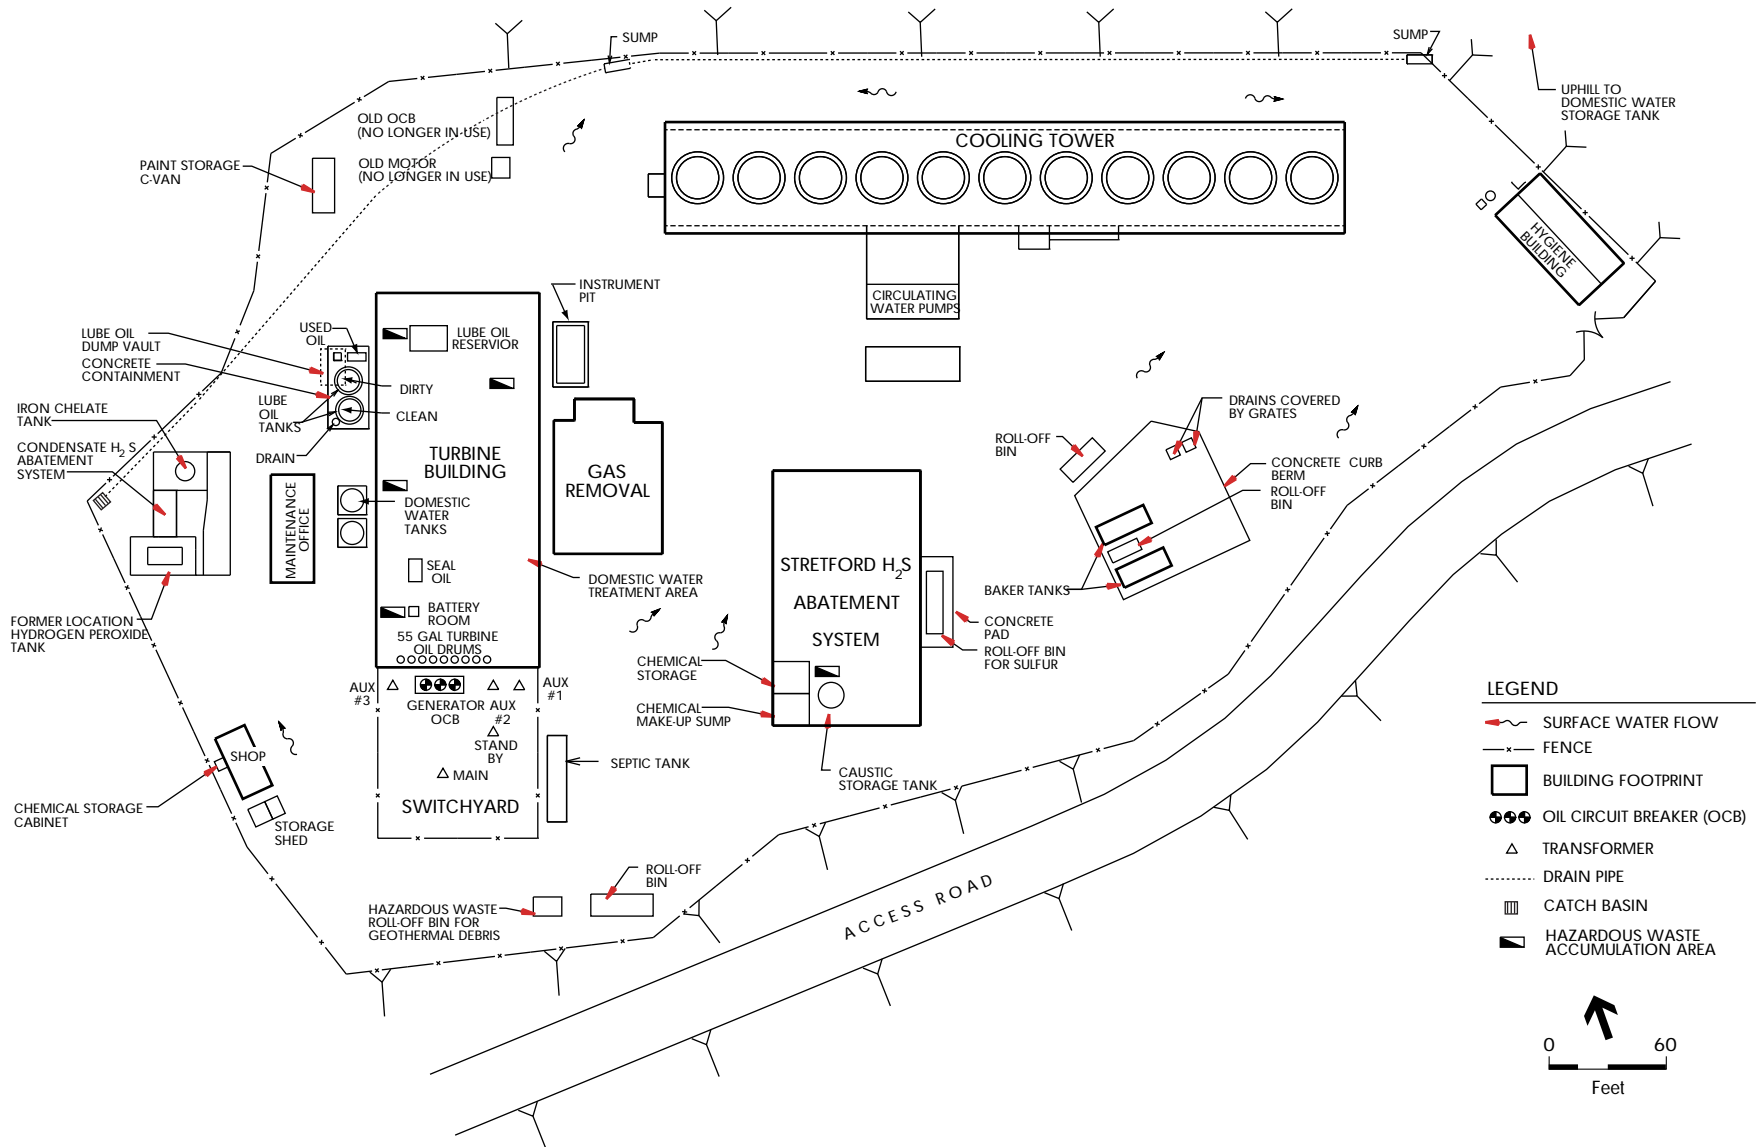 SUMP
SUMP
UPHILL TO
DOMESTIC WATER
STORAGE TANK
OLD OCB
(NO LONGER IN USE)
OLD MOTOR
(NO LONGER IN USE)
PAINT STORAGE
C-VAN
COOLING TOWER
HYGIENE
BUILDING
INSTRUMENT
PIT
CIRCULATING
WATER PUMPS
LUBE OIL
DUMP VAULT
CONCRETE
CONTAINMENT
USED
OIL
LUBE OIL
RESERVIOR
DIRTY
CLEAN
LUBE
OIL
TANKS
DRAIN
IRON CHELATE
TANK
CONDENSATE H2S
ABATEMENT
SYSTEM
TURBINE
BUILDING
GAS
REMOVAL
MAINTENANCE
OFFICE
DOMESTIC
WATER
TANKS
SEAL
OIL
BATTERY
ROOM
55 GAL TURBINE
OIL DRUMS
DOMESTIC WATER
TREATMENT AREA
FORMER LOCATION
HYDROGEN PEROXIDE
TANK
ROLL-OFF
BIN
DRAINS COVERED
BY GRATES
CONCRETE CURB
BERM
ROLL-OFF
BIN
BAKER TANKS
STRETFORD H2S
ABATEMENT
SYSTEM
CONCRETE
PAD
ROLL-OFF BIN
FOR SULFUR
CHEMICAL
STORAGE
CHEMICAL
MAKE-UP SUMP
CAUSTIC
STORAGE TANK
AUX
#3
GENERATOR
OCB
AUX
#2
AUX
#1
STAND
BY
MAIN
SWITCHYARD
SEPTIC TANK
SHOP
CHEMICAL STORAGE
CABINET
STORAGE
SHED
ROLL-OFF
BIN
HAZARDOUS WASTE
ROLL-OFF BIN FOR
GEOTHERMAL DEBRIS
ACCESS ROAD
LEGEND
SURFACE WATER FLOW
FENCE
BUILDING FOOTPRINT
OIL CIRCUIT BREAKER (OCB)
TRANSFORMER
DRAIN PIPE
CATCH BASIN
HAZARDOUS WASTE
ACCUMULATION AREA
0 60
Feet